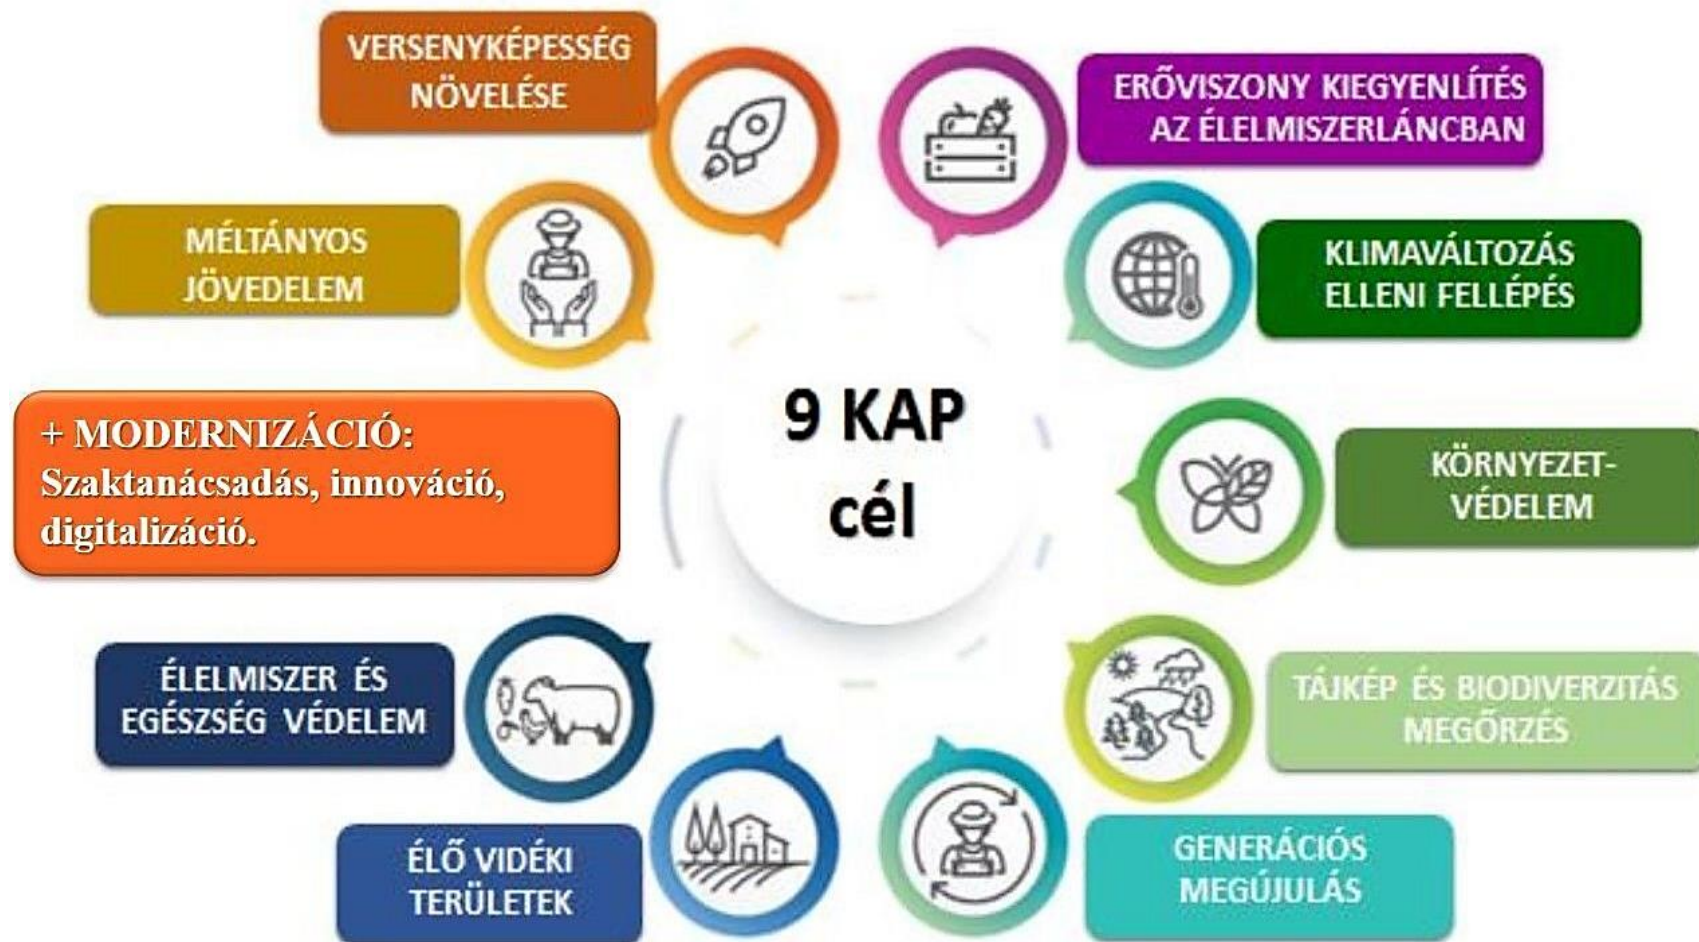 VERSENYKÉPESSÉG
NÖVELÉSE
ERŐVISZONY KIEGYENLÍTÉS
AZ ÉLELMISZERLÁNCBAN
MÉLTÁNYOS
JÖVEDELEM
KLIMAVÁLTOZÁS
ELLENI FELLÉPÉS
+ MODERNIZÁCIÓ:
Szaktanácsadás, innováció,
digitalizáció.
9 KAP
cél
KÖRNYEZET-
VÉDELEM
ÉLELMISZER ÉS
EGÉSZSÉG VÉDELEM
TÁJKÉP ÉS BIODIVERZITÁS
MEGŐRZÉS
ÉLŐ VIDÉKI
TERÜLETEK
GENERÁCIÓS
MEGÚJULÁS